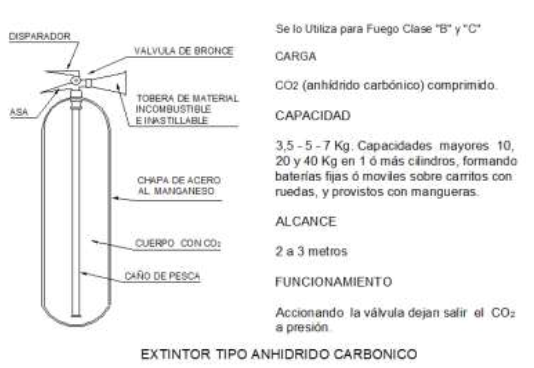 DISPARADOR
VALVULA DE BRONCE
TOBERA DE MATERIAL
INCOMBUSTIBLE
E INASTILLABLE
ASA
CHAPA DE ACERO
AL MANGANESO
CUERPO CON CO2
CAÑO DE PESCA
Se lo Utiliza para Fuego Clase "B" y "C"
CARGA
CO2 (anhídrido carbónico) comprimido.
CAPACIDAD
3,5 - 5 - 7 Kg. Capacidades mayores 10,
20 y 40 Kg en 1 ó más cilindros, formando
baterías fijas ó moviles sobre carritos con
ruedas, y provistos con mangueras.
ALCANCE
2 a 3 metros
FUNCIONAMIENTO
Accionando la válvula dejan salir el CO2
a presión.
EXTINTOR TIPO ANHIDRIDO CARBONICO